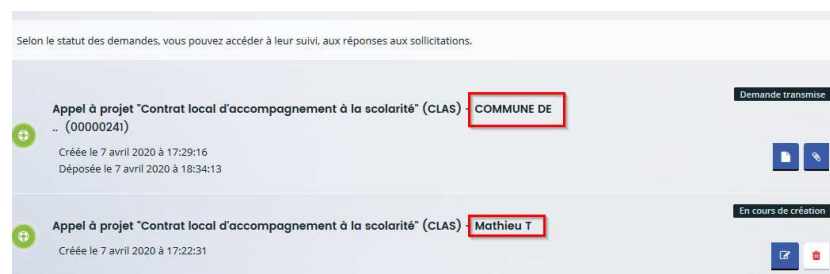 Selon le statut des demandes, vous pouvez accéder à leur suivi, aux réponses aux sollicitations.
Demande transmise
Appel à projet "Contrat local d'accompagnement à la scolarité" (CLAS) - COMMUNE DE
.. (00000241)
Créée le 7 avril 2020 à 17:29:16
Déposée le 7 avril 2020 à 18:34:13
En cours de création
Appel à projet "Contrat local d'accompagnement à la scolarité" (CLAS) - Mathieu T
Créée le 7 avril 2020 à 17:22:31